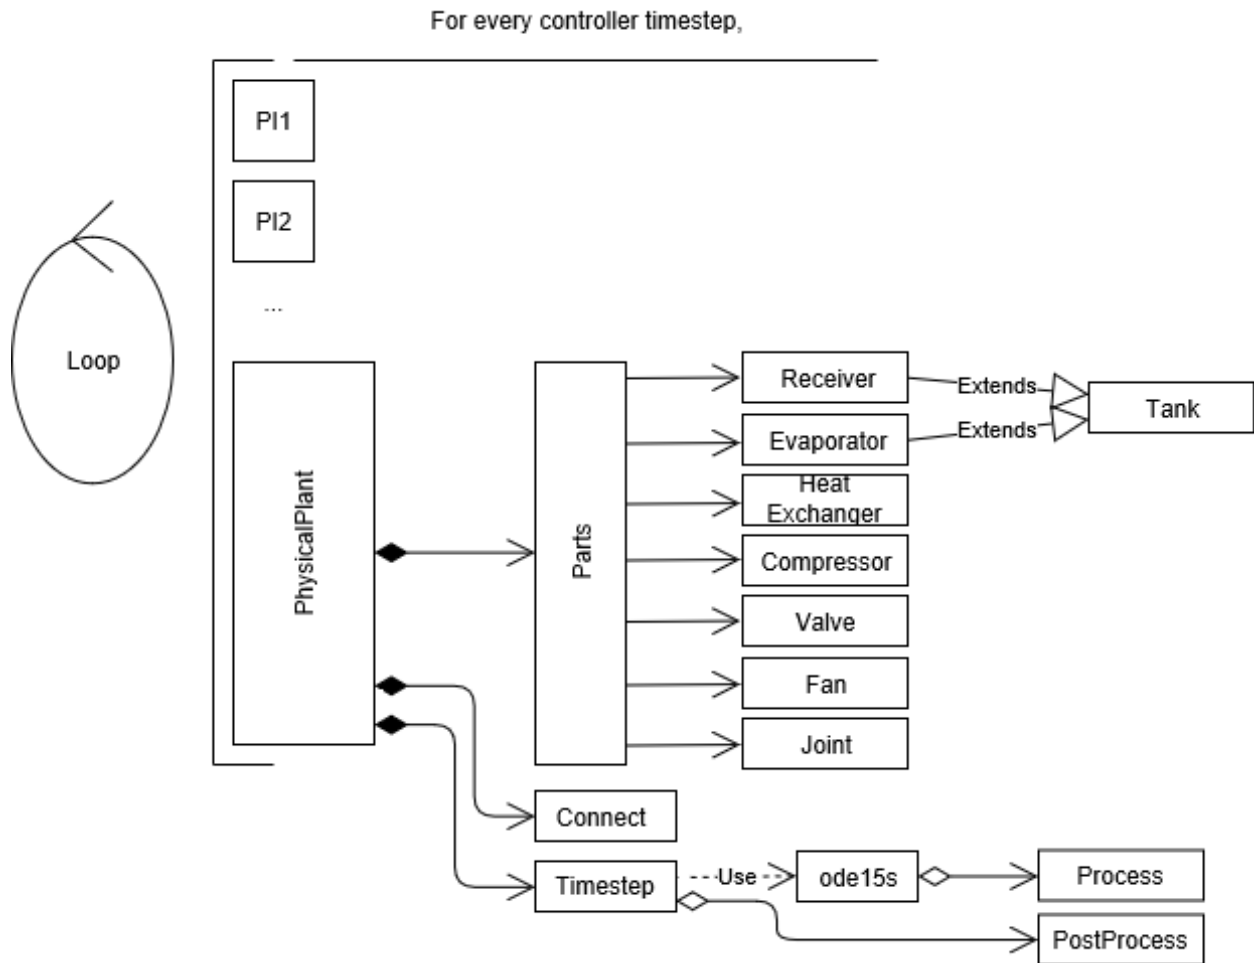 For every controller timestep,
PI1
PI2
...
Loop
PhysicalPlant
Parts
Receiver
Extends
Tank
Evaporator
Extends
Heat
Exchanger
Compressor
Valve
Fan
Joint
Connect
Timestep
Use
ode15s
Process
PostProcess